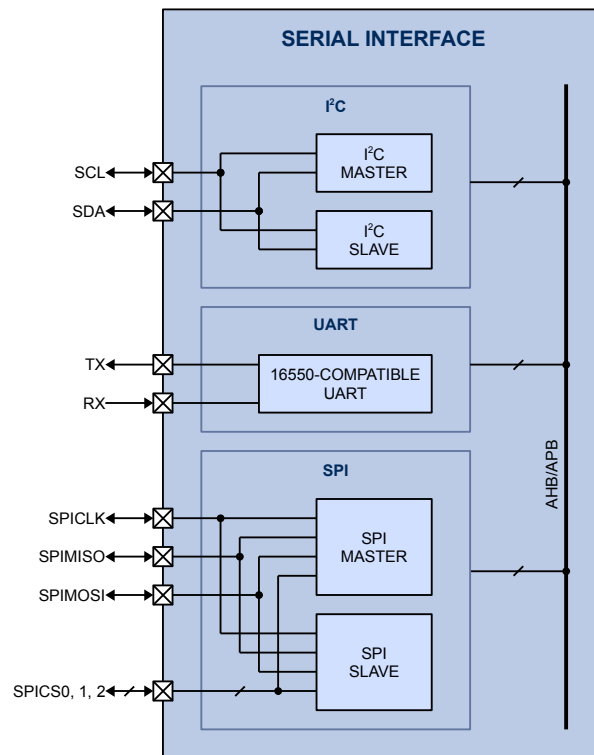 SERIAL INTERFACE
I²C
I²C
MASTER
SCL
SDA
I²C
SLAVE
UART
TX
16550-COMPATIBLE
UART
RX
AHB/APB
SPI
SPICLK
SPI
MASTER
SPIMISO
SPIMOSI
SPI
SLAVE
SPICS0, 1, 2